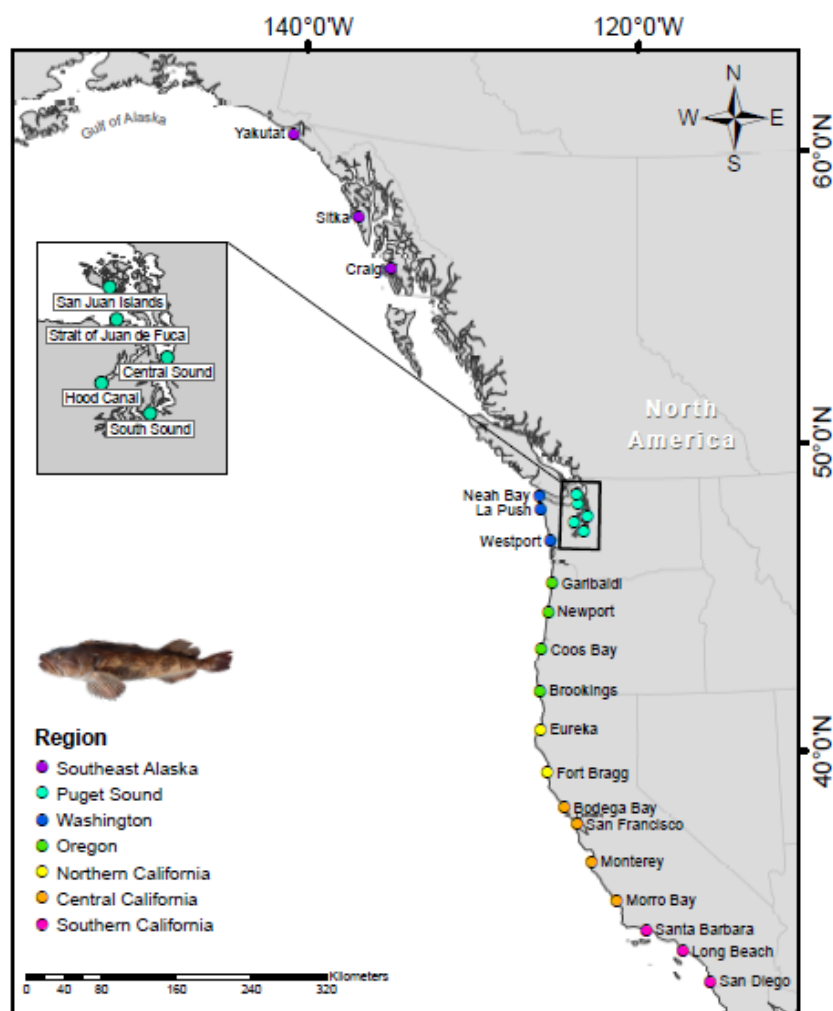 140°0'W
120°0'W
N
W
E
S
Gulf of Alaska
Yakutat
60°0'N
Sitka
Craig
San Juan Islands
Strait of Juan de Fuca
Central Sound
Hood Canal
South Sound
North
America
50°0'N
Neah Bay
La Push
Westport
Garibaldi
Newport
Coos Bay
Brookings
Eureka
40°0'N
Fort Bragg
Bodega Bay
San Francisco
Monterey
Morro Bay
Santa Barbara
Long Beach
San Diego
Region
Southeast Alaska
Puget Sound
Washington
Oregon
Northern California
Central California
Southern California
Kilometers
0 40 80 160 240 320